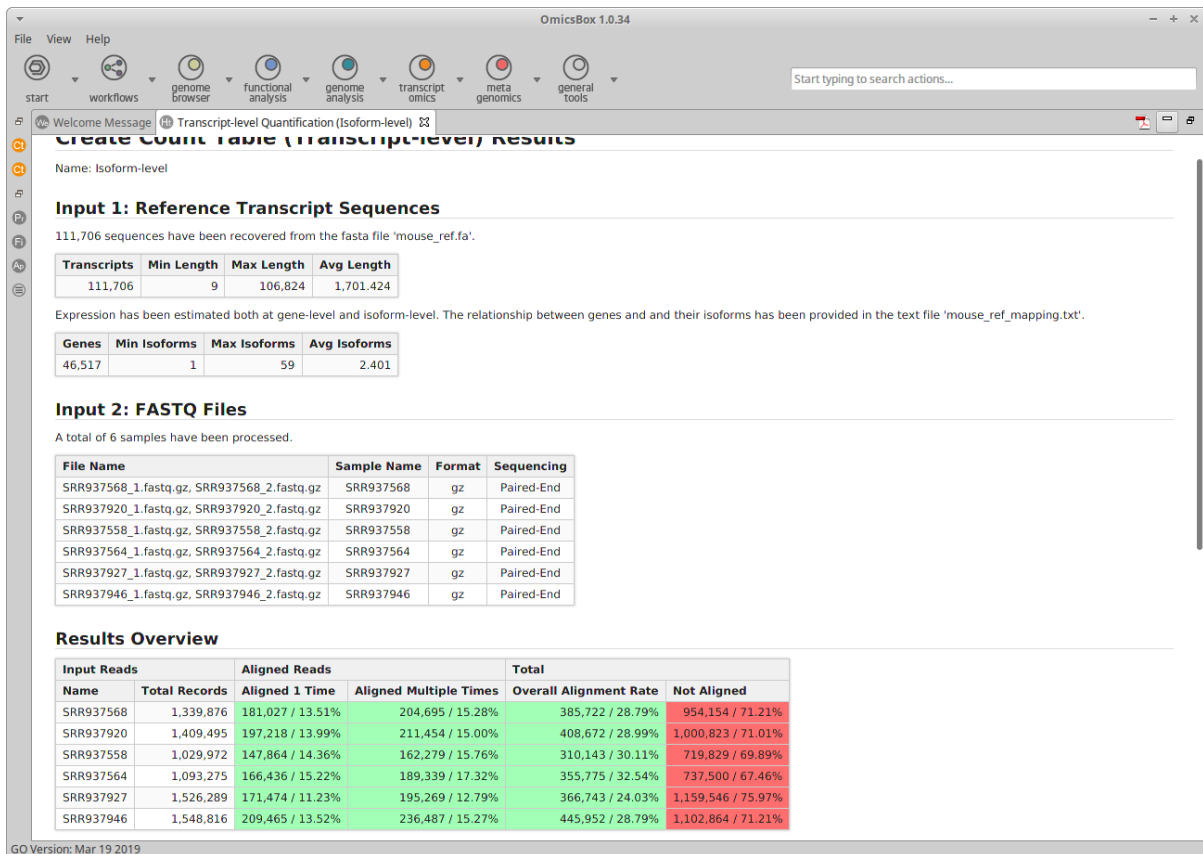 OmicsBox 1.0.34
File View Help
start workflows genome browser functional analysis genome analysis transcript omics meta genomics general tools Start typing to search actions...
We Welcome Message Ht Transcript-level Quantification (Isoform-level)
Ct
Ct
Pr
Fi
Ap
Create Count Table (Transcript-level) Results
Name: Isoform-level
Input 1: Reference Transcript Sequences
111,706 sequences have been recovered from the fasta file 'mouse_ref.fa'.
Transcripts Min Length Max Length Avg Length
111,706 9 106,824 1,701.424
Expression has been estimated both at gene-level and isoform-level. The relationship between genes and and their isoforms has been provided in the text file 'mouse_ref_mapping.txt'.
Genes Min Isoforms Max Isoforms Avg Isoforms
46,517 1 59 2.401
Input 2: FASTQ Files
A total of 6 samples have been processed.
File Name Sample Name Format Sequencing
SRR937568_1.fastq.gz, SRR937568_2.fastq.gz SRR937568 gz Paired-End
SRR937920_1.fastq.gz, SRR937920_2.fastq.gz SRR937920 gz Paired-End
SRR937558_1.fastq.gz, SRR937558_2.fastq.gz SRR937558 gz Paired-End
SRR937564_1.fastq.gz, SRR937564_2.fastq.gz SRR937564 gz Paired-End
SRR937927_1.fastq.gz, SRR937927_2.fastq.gz SRR937927 gz Paired-End
SRR937946_1.fastq.gz, SRR937946_2.fastq.gz SRR937946 gz Paired-End
Results Overview
Input Reads Aligned Reads Total
Name Total Records Aligned 1 Time Aligned Multiple Times Overall Alignment Rate Not Aligned
SRR937568 1,339,876 181,027 / 13.51% 204,695 / 15.28% 385,722 / 28.79% 954,154 / 71.21%
SRR937920 1,409,495 197,218 / 13.99% 211,454 / 15.00% 408,672 / 28.99% 1,000,823 / 71.01%
SRR937558 1,029,972 147,864 / 14.36% 162,279 / 15.76% 310,143 / 30.11% 719,829 / 69.89%
SRR937564 1,093,275 166,436 / 15.22% 189,339 / 17.32% 355,775 / 32.54% 737,500 / 67.46%
SRR937927 1,526,289 171,474 / 11.23% 195,269 / 12.79% 366,743 / 24.03% 1,159,546 / 75.97%
SRR937946 1,548,816 209,465 / 13.52% 236,487 / 15.27% 445,952 / 28.79% 1,102,864 / 71.21%
GO Version: Mar 19 2019